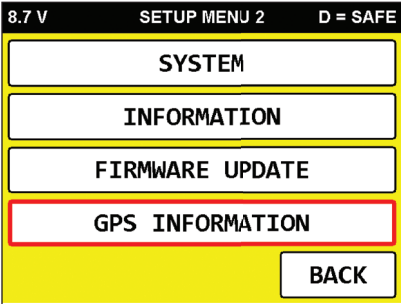 8.7 V SETUP MENU 2 D = SAFE
SYSTEM
INFORMATION
FIRMWARE UPDATE
GPS INFORMATION
BACK